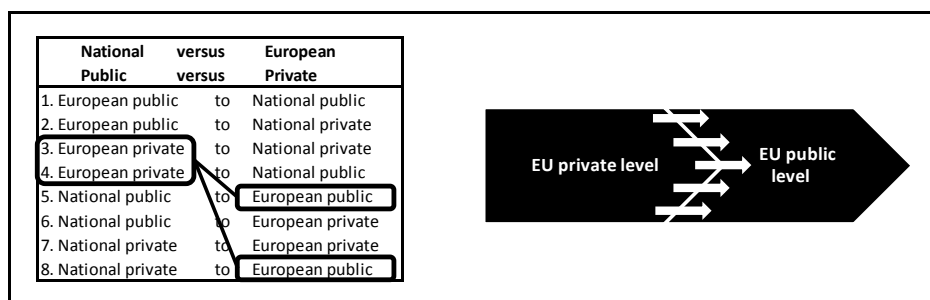 National versus European
Public versus Private
1. European public to National public
2. European public to National private
3. European private to National private
4. European private to National public
5. National public to European public
6. National public to European private
7. National private to European private
8. National private to European public
EU private level
EU public
level